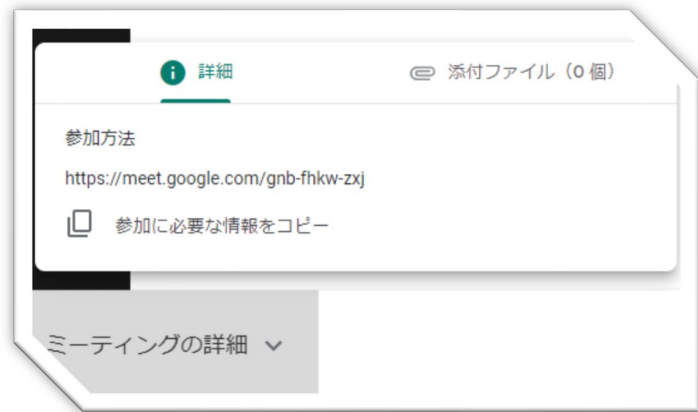 詳細
添付ファイル（0 個）
参加方法
https://meet.google.com/gnb-fhkw-zxj
参加に必要な情報をコピー
ミーティングの詳細